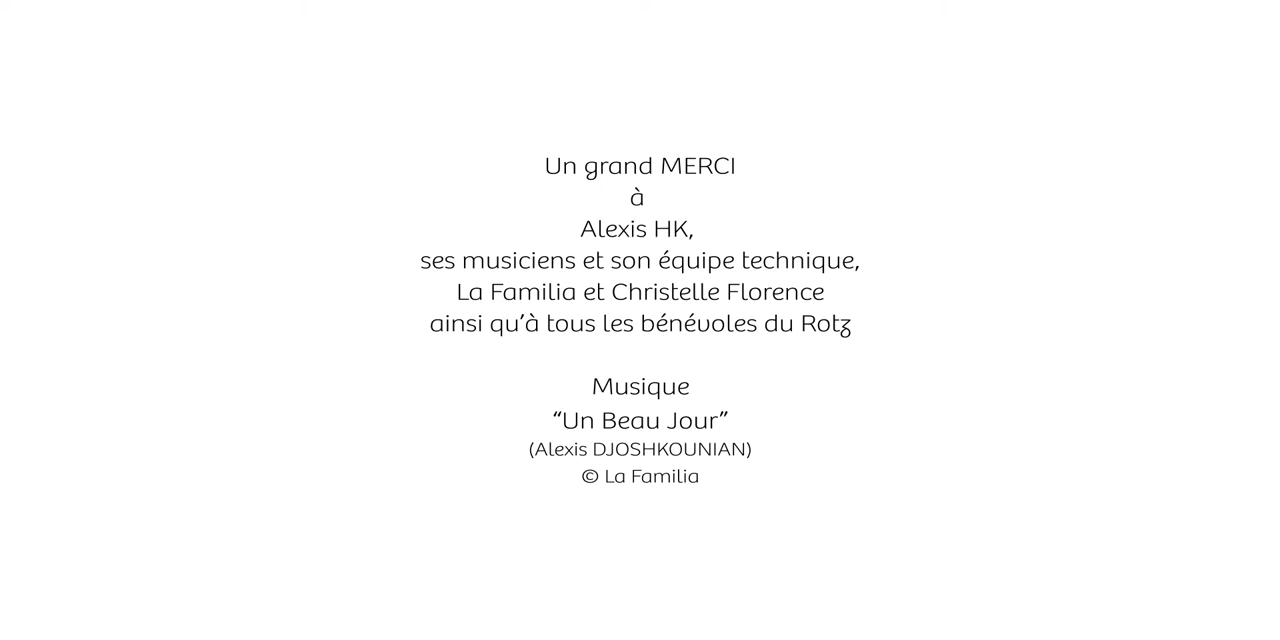 Un grand MERCI
à
Alexis HK,
ses musiciens et son équipe technique,
La Familia et Christelle Florence
ainsi qu’à tous les bénévoles du Rotz
Musique
“Un Beau Jour”
(Alexis DJOSHKOUNIAN)
© La Familia